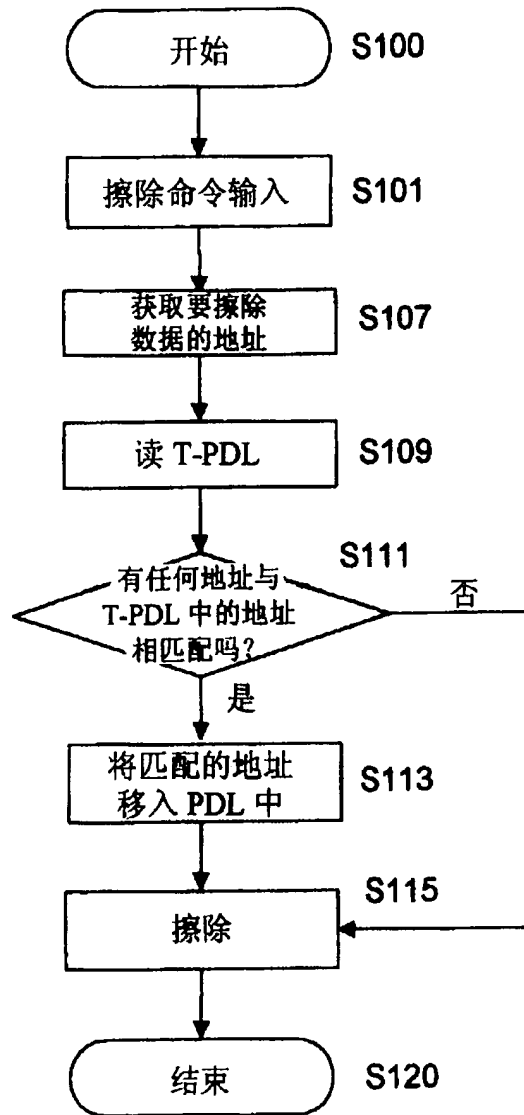 开始
S100
擦除命令输入
S101
获取要擦除
数据的地址
S107
读 T-PDL
S109
S111
有任何地址与
T-PDL 中的地址
相匹配吗？
否
是
将匹配的地址
移入 PDL 中
S113
S115
擦除
结束
S120